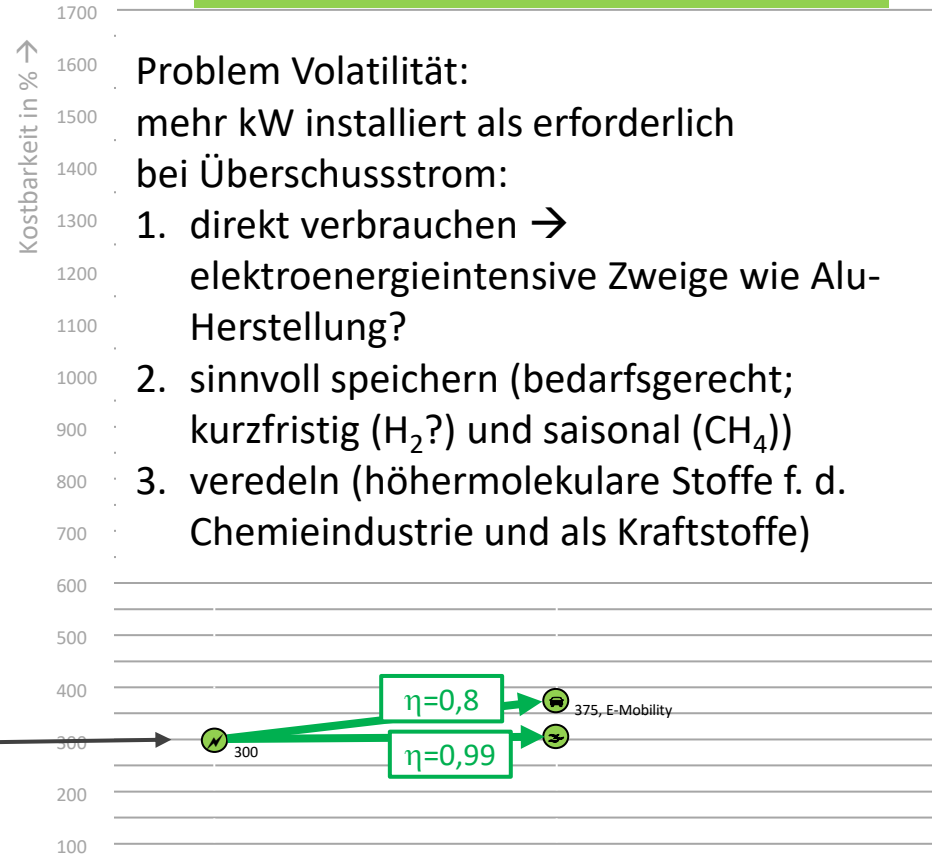 Kostbarkeit in % →
1700
1600
1500
1400
1300
1200
1100
1000
900
800
700
600
500
400
300
200
100
Problem Volatilität:
mehr kW installiert als erforderlich
bei Überschussstrom:
1. direkt verbrauchen →
elektroenergieintensive Zweige wie Alu-
Herstellung?
2. sinnvoll speichern (bedarfsgerecht;
kurzfristig (H₂?) und saisonal (CH₄))
3. veredeln (höhermolekulare Stoffe f. d.
Chemieindustrie und als Kraftstoffe)
η=0,8
375, E-Mobility
300
η=0,99